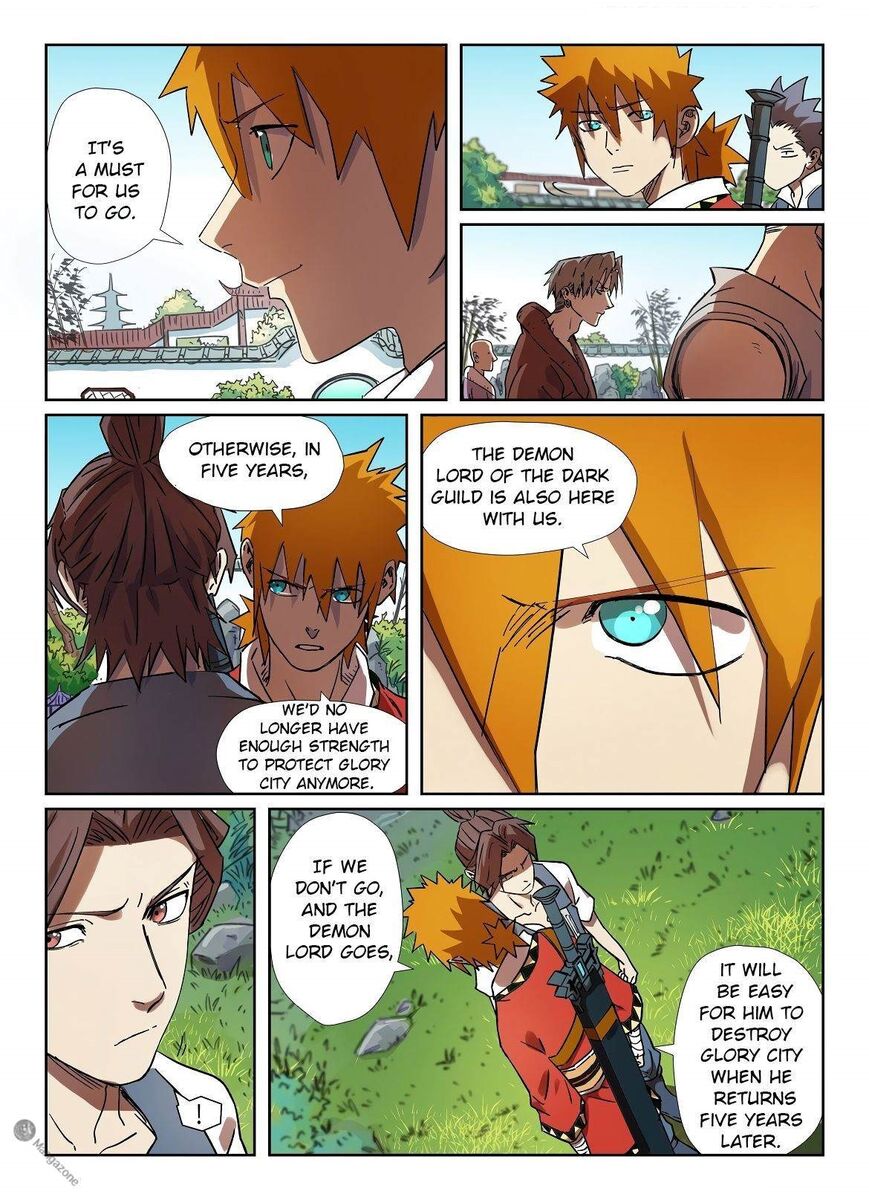 IT'S
A MUST
FOR US
TO GO.
OTHERWISE, IN
FIVE YEARS,
WE'D NO
LONGER HAVE
ENOUGH STRENGTH
TO PROTECT GLORY
CITY ANYMORE.
THE DEMON
LORD OF THE DARK
GUILD IS ALSO HERE
WITH US.
!
IF WE
DON'T GO,
AND THE
DEMON
LORD GOES,
IT WILL
BE EASY
FOR HIM TO
DESTROY
GLORY CITY
WHEN HE
RETURNS
FIVE YEARS
LATER.
Mangazone